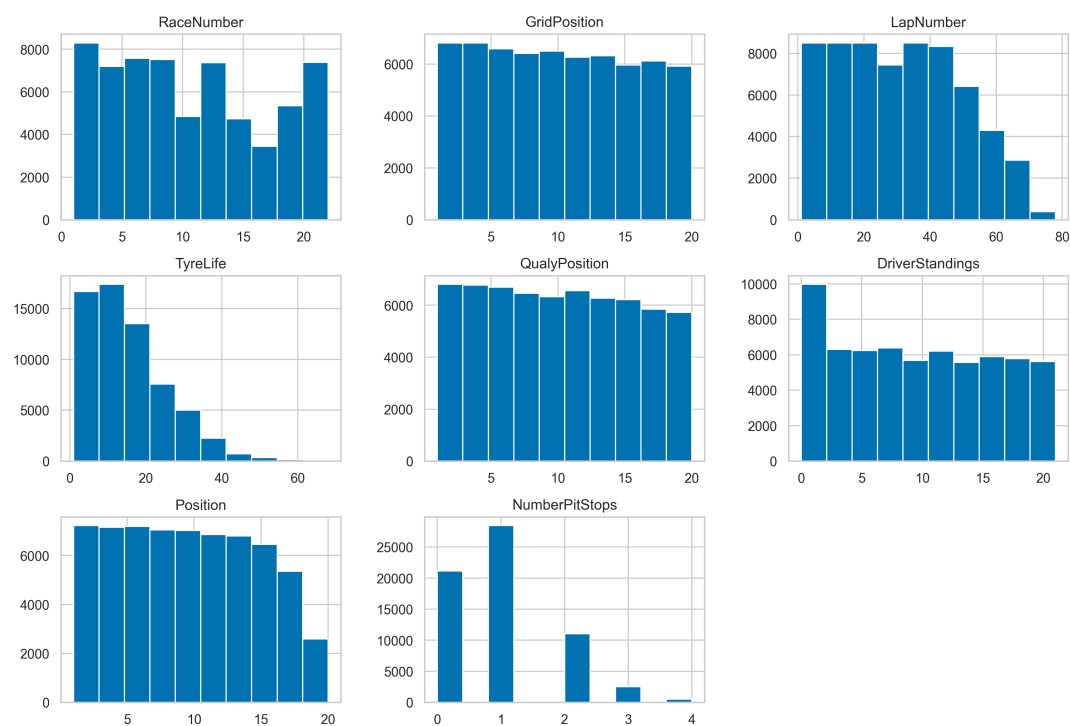 RaceNumber GridPosition LapNumber
8000 6000 4000 2000 0
0 5 10 15 20
6000 4000 2000 0
5 10 15 20
8000 6000 4000 2000 0
0 20 40 60 80
TyreLife QualyPosition DriverStandings
15000 10000 5000 0
0 20 40 60
6000 4000 2000 0
5 10 15 20
10000 8000 6000 4000 2000 0
0 5 10 15 20
Position NumberPitStops
6000 4000 2000 0
5 10 15 20
25000 20000 15000 10000 5000 0
0 1 2 3 4